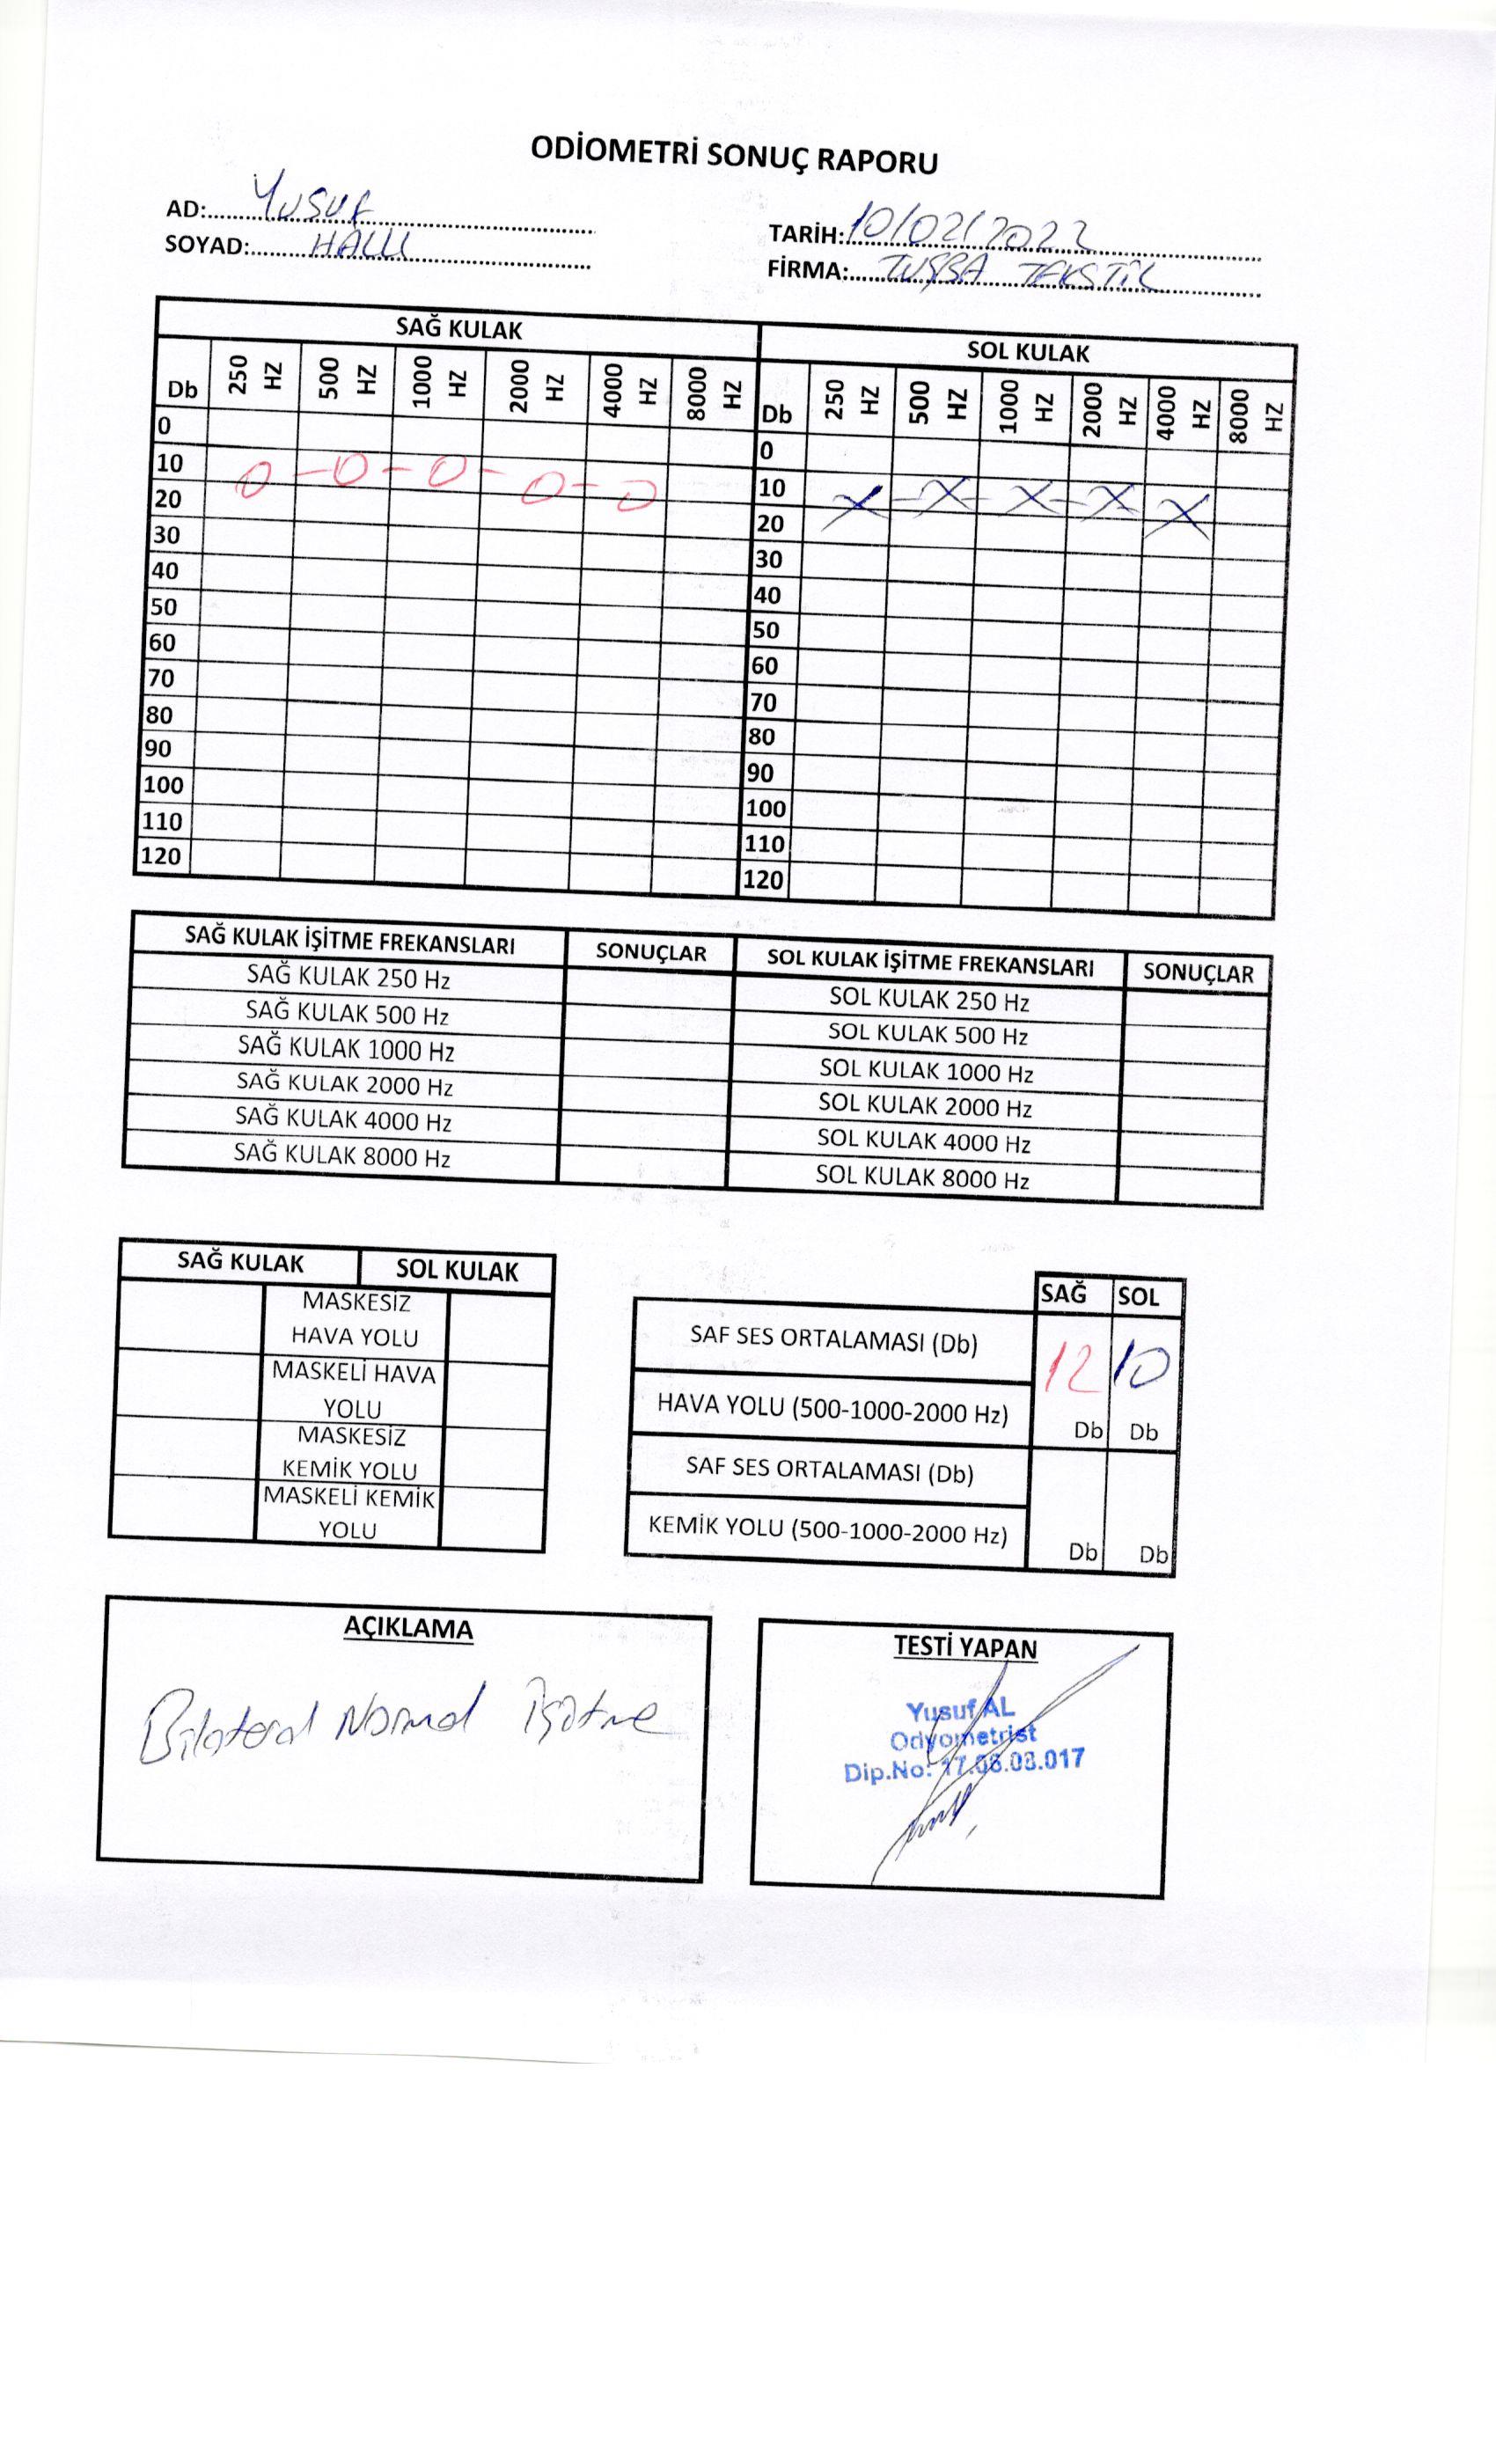 ODİOMETRİ SONUÇ RAPORU
AD: Yusuf
SOYAD: HALLI
TARİH: 10/02/2022
FİRMA: TUŞBA TEKSTİL
SAĞ KULAK SOL KULAK
Db 250 HZ 500 HZ 1000 HZ 2000 HZ 4000 HZ 8000 HZ Db 250 HZ 500 HZ 1000 HZ 2000 HZ 4000 HZ 8000 HZ
0 0
10 10
20 20
30 30
40 40
50 50
60 60
70 70
80 80
90 90
100 100
110 110
120 120
SAĞ KULAK İŞİTME FREKANSLARI SONUÇLAR SOL KULAK İŞİTME FREKANSLARI SONUÇLAR
SAĞ KULAK 250 Hz SOL KULAK 250 Hz
SAĞ KULAK 500 Hz SOL KULAK 500 Hz
SAĞ KULAK 1000 Hz SOL KULAK 1000 Hz
SAĞ KULAK 2000 Hz SOL KULAK 2000 Hz
SAĞ KULAK 4000 Hz SOL KULAK 4000 Hz
SAĞ KULAK 8000 Hz SOL KULAK 8000 Hz
SAĞ KULAK SOL KULAK
MASKESİZ
HAVA YOLU
MASKELİ HAVA
YOLU
MASKESİZ
KEMİK YOLU
MASKELİ KEMİK
YOLU
SAĞ SOL
SAF SES ORTALAMASI (Db) 12 10
HAVA YOLU (500-1000-2000 Hz) Db Db
SAF SES ORTALAMASI (Db)
KEMİK YOLU (500-1000-2000 Hz) Db Db
AÇIKLAMA
Bilateral Normal İşitme
TESTİ YAPAN
Yusuf AL
Odyometrist
Dip.No: 17.08.03.017